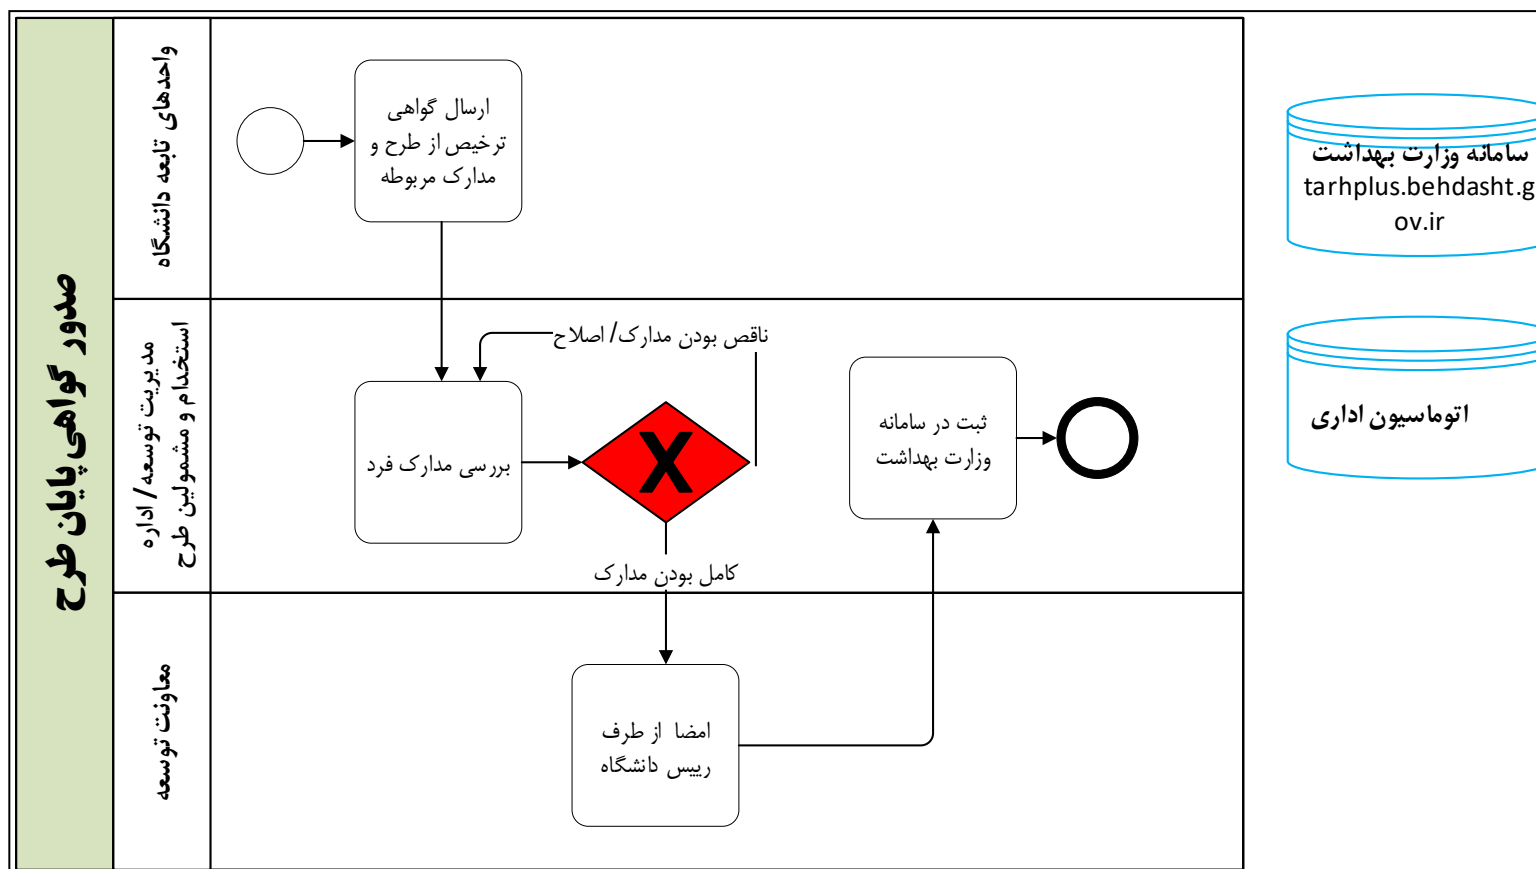 صدور گواهی پایان طرح
واحدهای تابعه دانشگاه
ارسال گواهی
ترخیص از طرح و
مدارک مربوطه
مدیریت توسعه/ اداره
استخدام و مشمولین طرح
ناقص بودن مدارک/ اصلاح
بررسی مدارک فرد
X
کامل بودن مدارک
ثبت در سامانه
وزارت بهداشت
معاونت توسعه
امضا از طرف
رییس دانشگاه
سامانه وزارت بهداشت
tarhplus.behdasht.g
ov.ir
اتوماسیون اداری